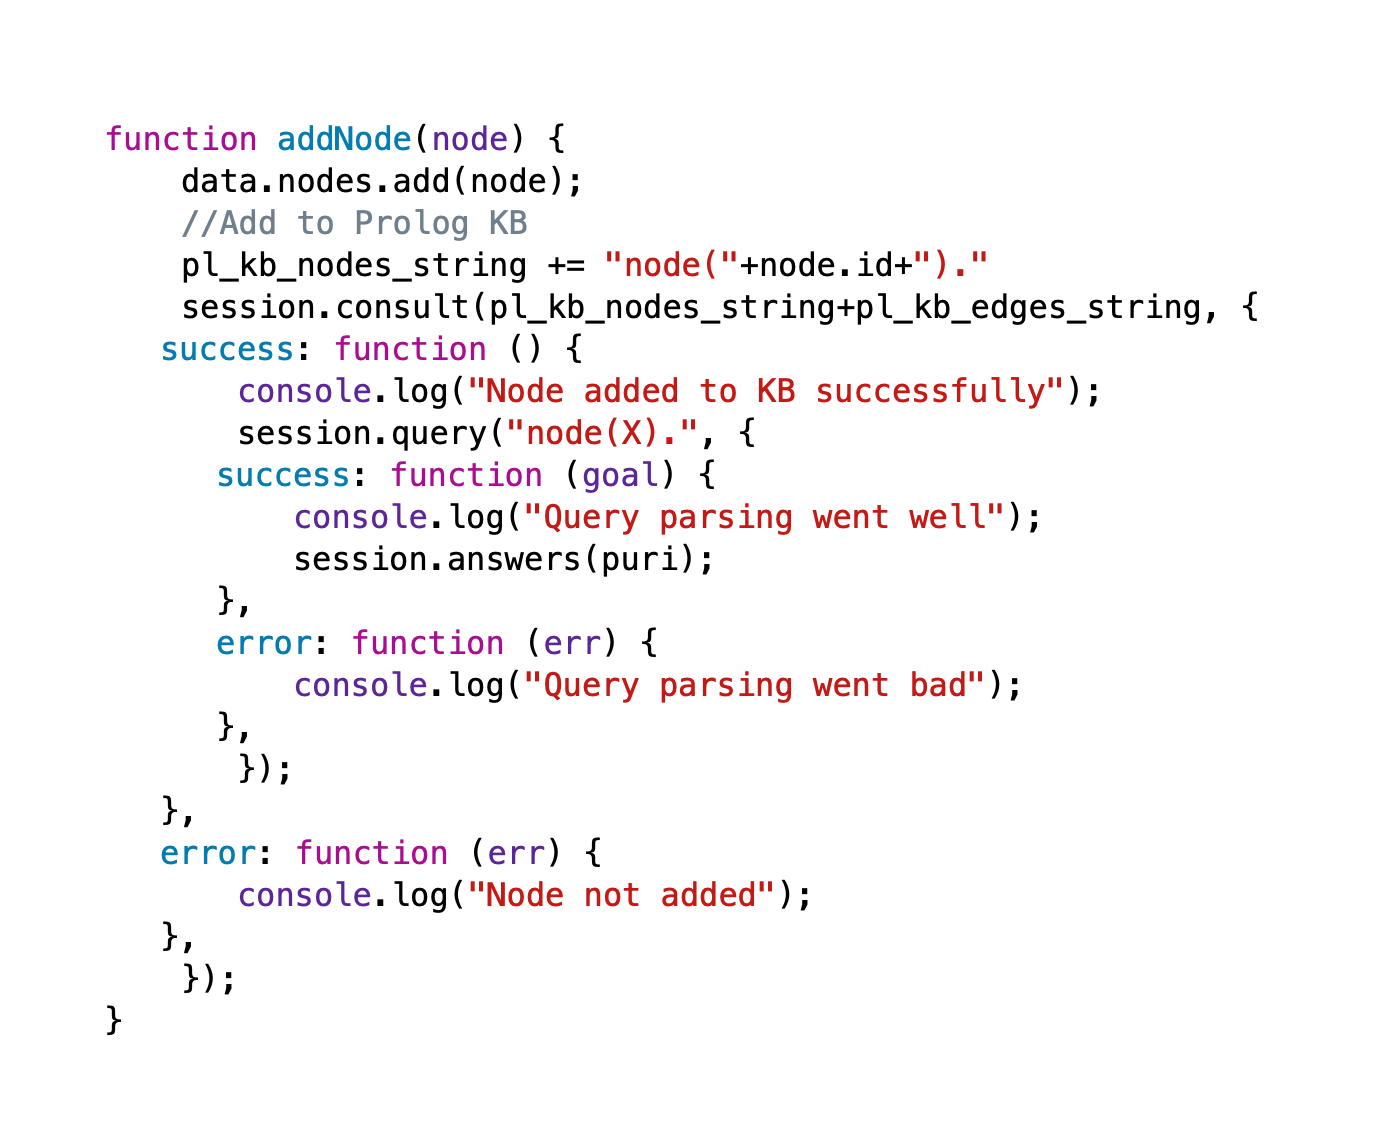 function addNode(node) {
    data.nodes.add(node);
    //Add to Prolog KB
    pl_kb_nodes_string += "node("+node.id+")."
    session.consult(pl_kb_nodes_string+pl_kb_edges_string, {
   success: function () {
       console.log("Node added to KB successfully");
       session.query("node(X).", {
      success: function (goal) {
          console.log("Query parsing went well");
          session.answers(puri);
      },
      error: function (err) {
          console.log("Query parsing went bad");
      },
       });
   },
   error: function (err) {
       console.log("Node not added");
   },
    });
}